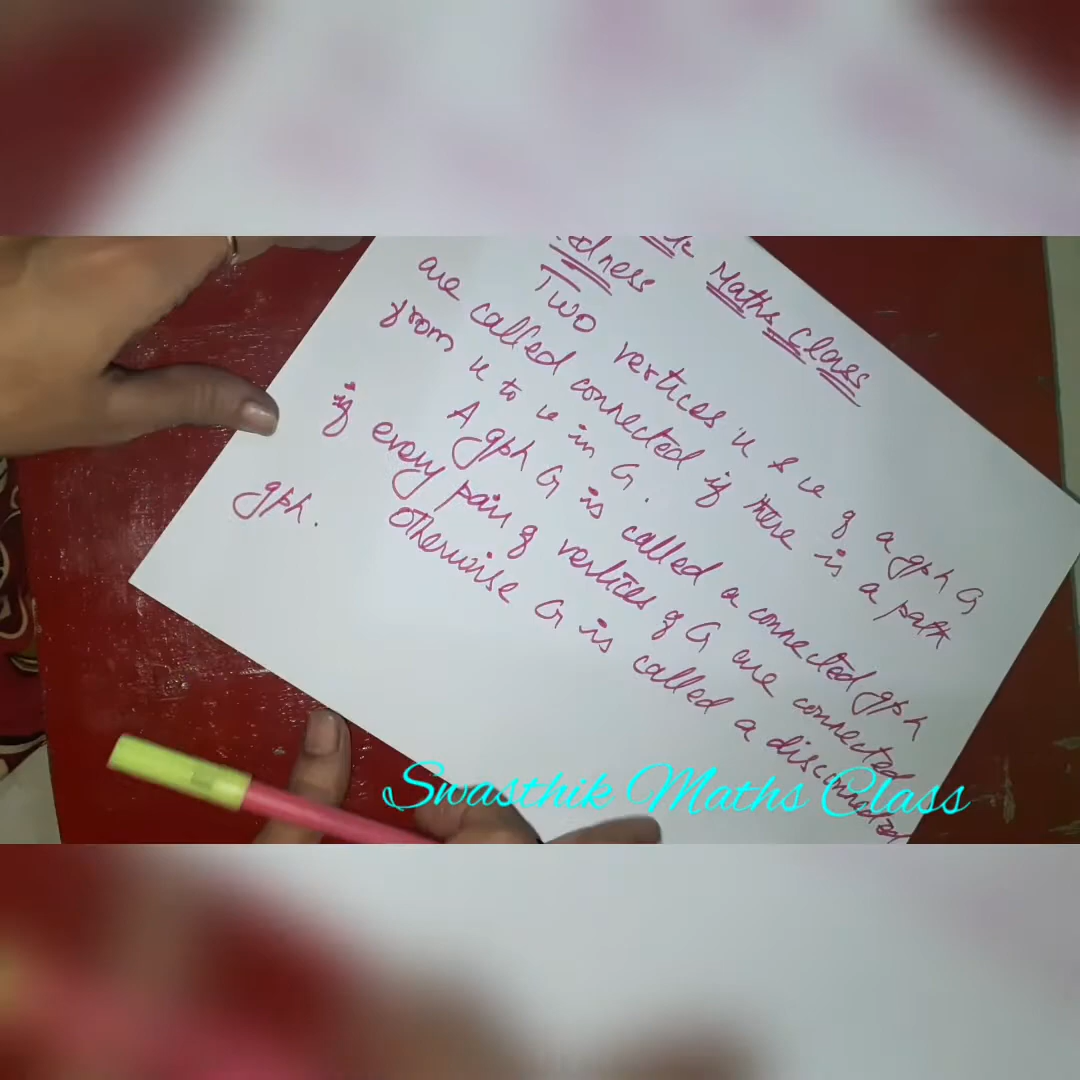 Maths Class
Two vertices u & v of a gph G
are called connected if there is a path
from u to v in G.
A gph G is called a connected gph
if every pair of vertices of G are connected
otherwise G is called a disconnected
gph.
Swasthik Maths Class